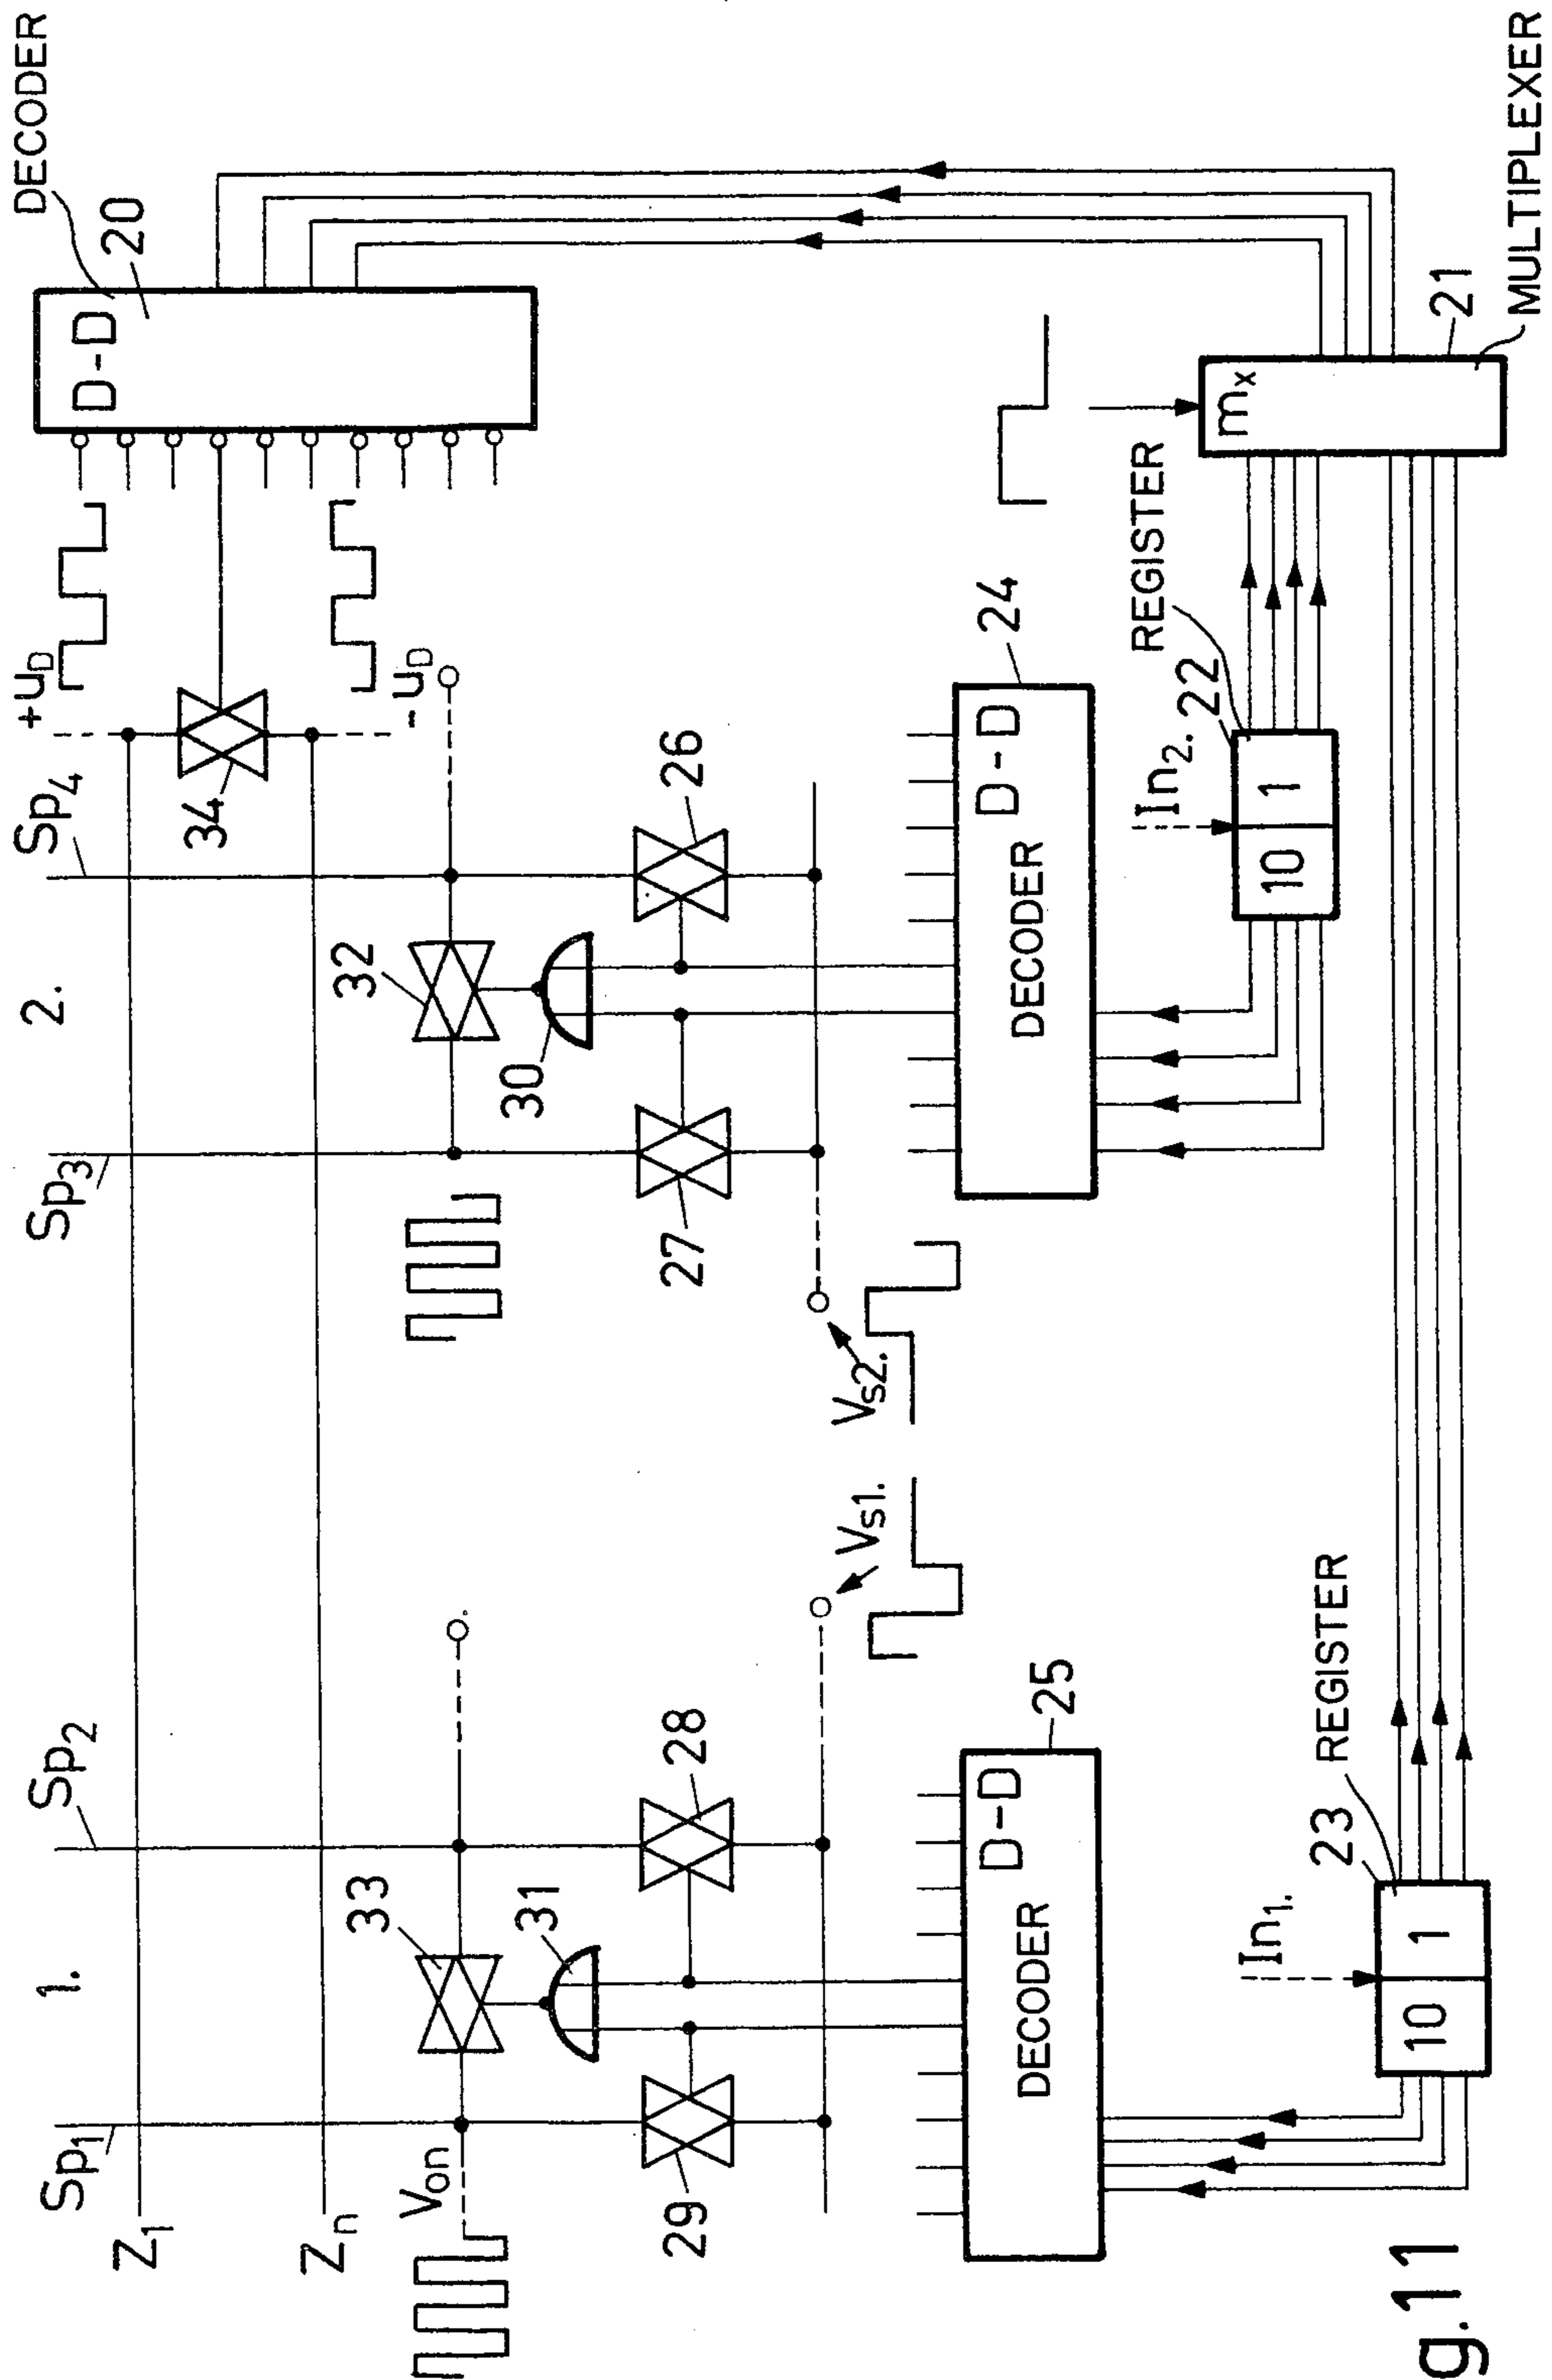 Sp1
1.
Sp2
Sp3
2.
Sp4
+uD
DECODER
Z1
Zn
34
D-D
20
-uD
Von
33
31
32
30
29
28
27
26
Vs1.
Vs2.
25
D-D
DECODER
24
D-D
DECODER
In1.
23
REGISTER
10 1
In2.
22
REGISTER
10 1
mx
21
MULTIPLEXER
g.11